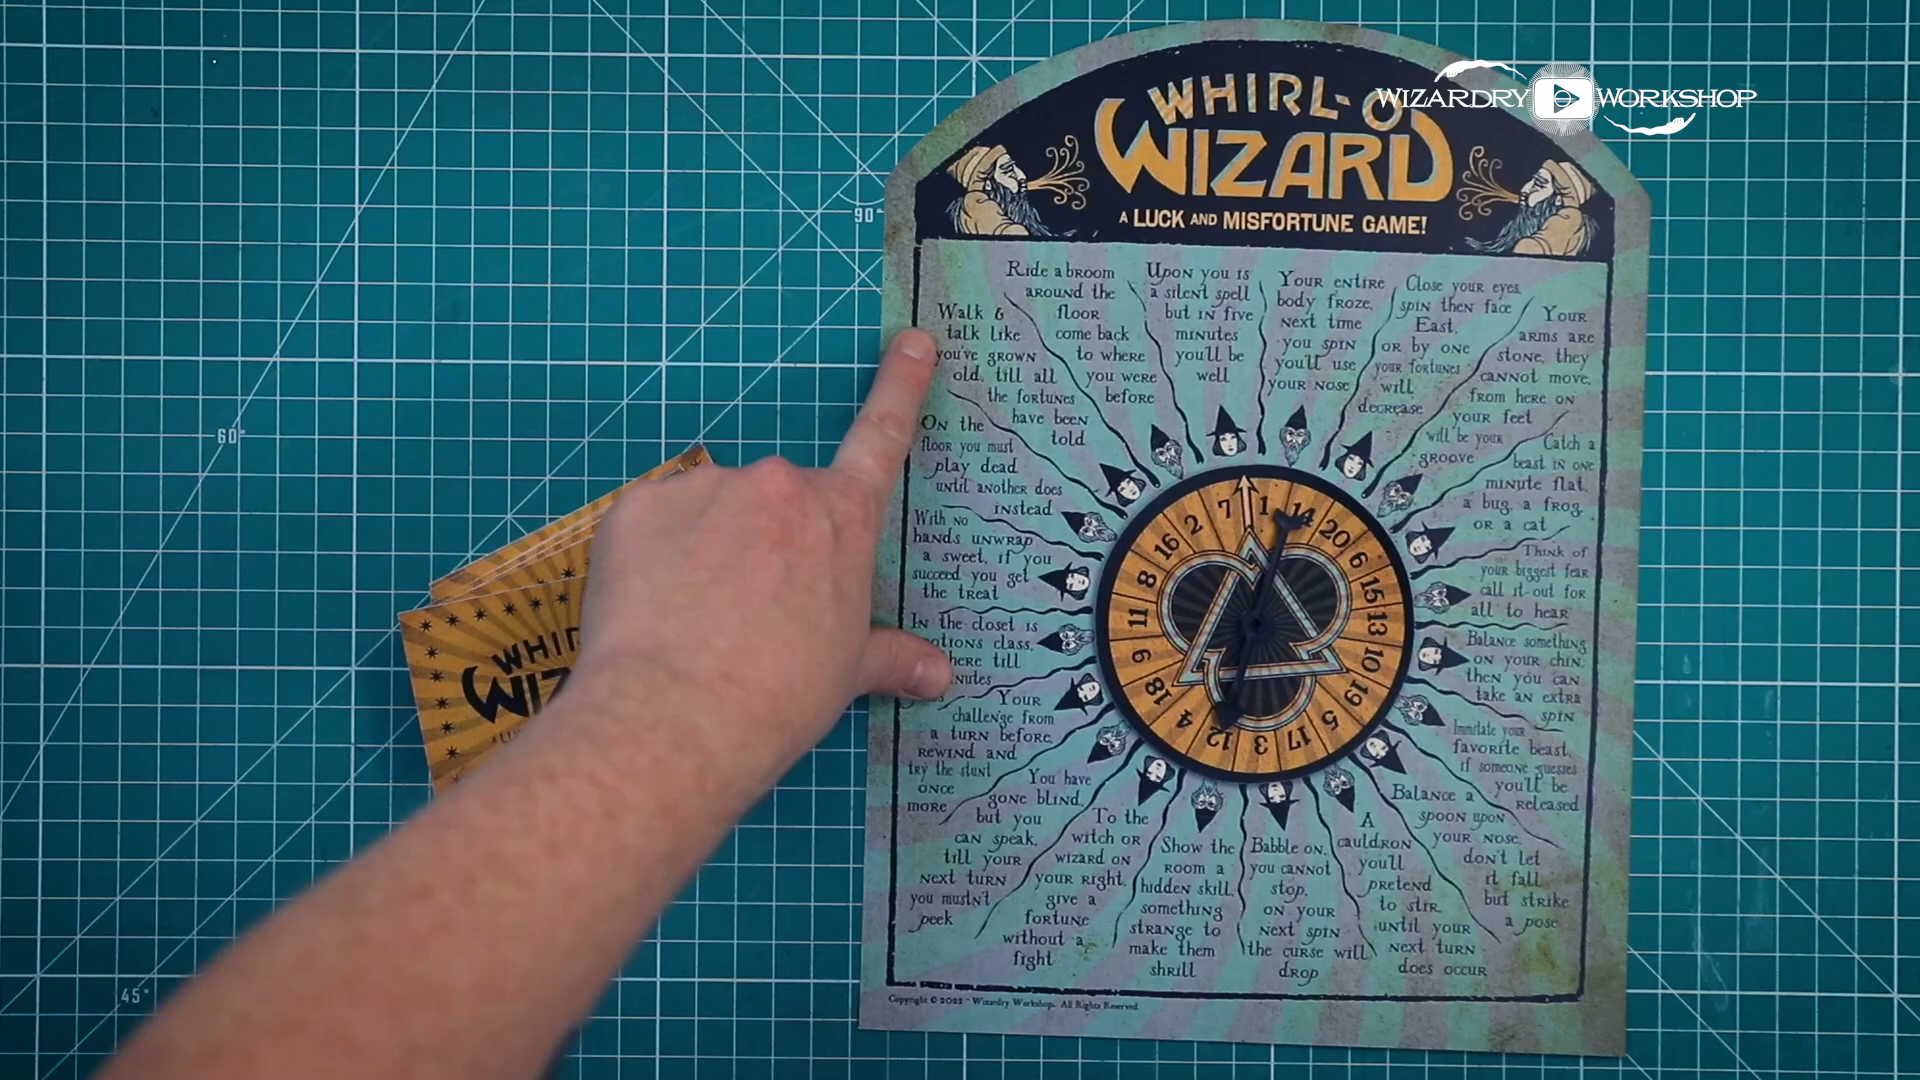 WIZARDRY WORKSHOP
WHIRL-O
WIZARD
A LUCK AND MISFORTUNE GAME!
Ride a broom
around the
floor
come back
to where
you were
before
Upon you is
a silent spell
but in five
minutes
you'll be
well
Your entire
body froze,
next time
you spin
you'll use
your nose
Close your eyes,
spin then face
East,
or by one
your fortunes
will
decrease
Your
arms are
stone, they
cannot move,
from here on
your feet
will be your
groove
Catch a
beast in one
minute flat,
a bug, a frog,
or a cat
Think of
your biggest fear
call it out for
all to hear
Balance something
on your chin,
then you can
take an extra
spin
Immitate your
favorite beast,
if someone guesses
you'll be
released
Balance a
spoon upon
your nose,
don't let
it fall
but strike
a pose
A
cauldron
you'll
pretend
to stir
until your
next turn
does occur
Babble on,
you cannot
stop,
on your
next spin
the curse will
drop
Show the
room a
hidden skill,
something
strange to
make them
shrill
To the
witch or
wizard on
your right,
give a
fortune
without a
fight
You have
gone blind,
but you
can speak,
till your
next turn
you mustn't
peek
Your
challenge from
a turn before,
rewind and
try the stunt
once
more
In the closet is
class,
till
With no
hands unwrap
a sweet, if you
succeed you get
the treat
On the
floor you must
play dead
until another does
instead
Walk &
talk like
you've grown
old, till all
the fortunes
have been
told
1 14 20 6 15 13 10 19 5 17 3 12 4 18 9 11 8 16 2 7
WHIR
WIZ
A LU
90°
60°
45°
Copyright © 2022 - Wizardry Workshop. All Rights Reserved.